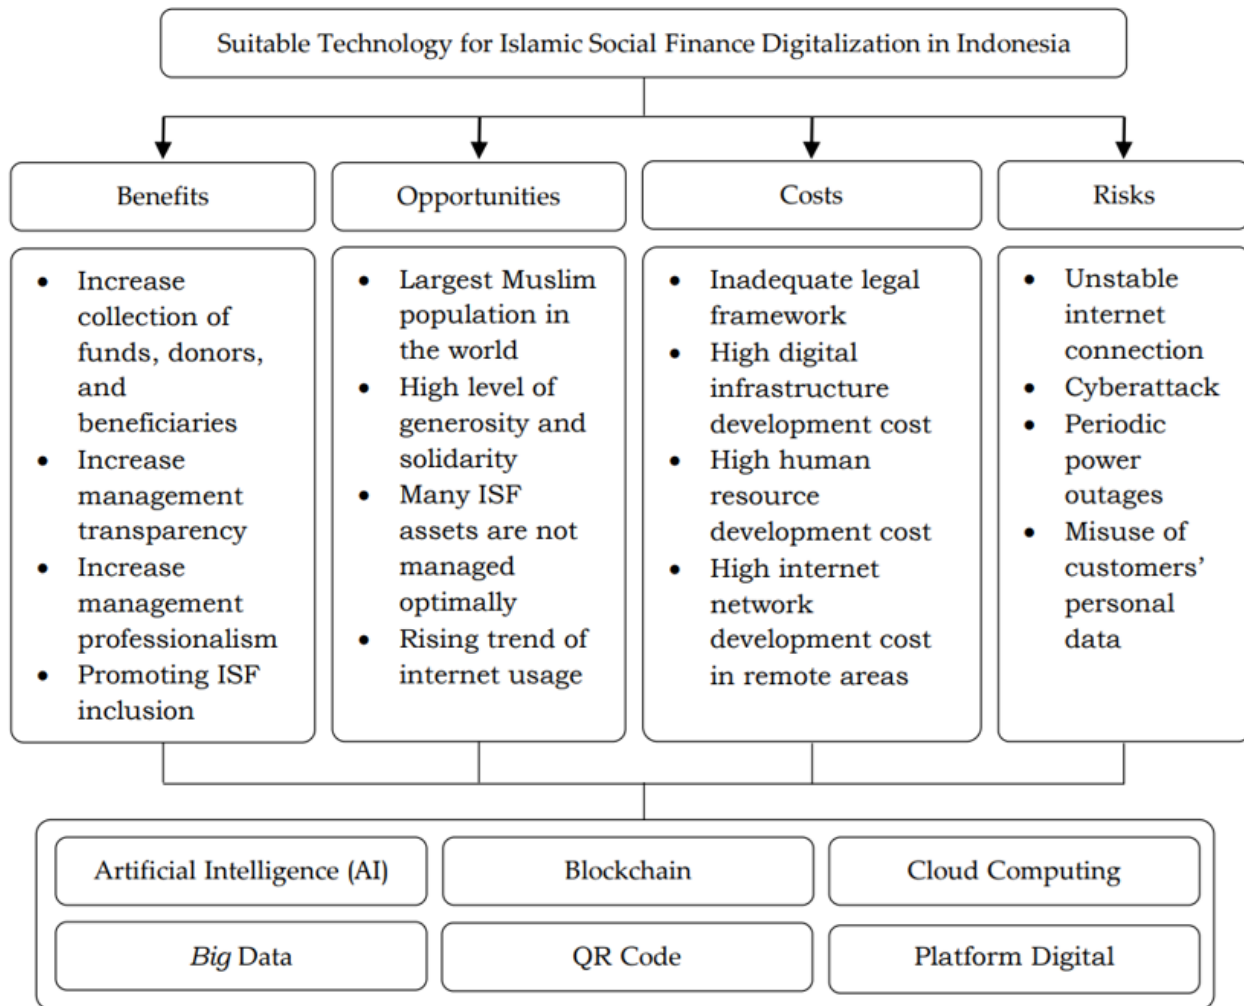 Suitable Technology for Islamic Social Finance Digitalization in Indonesia
Benefits
Opportunities
Costs
Risks
• Increase
collection of
funds, donors,
and
beneficiaries
• Increase
management
transparency
• Increase
management
professionalism
• Promoting ISF
inclusion
• Largest Muslim
population in
the world
• High level of
generosity and
solidarity
• Many ISF
assets are not
managed
optimally
• Rising trend of
internet usage
• Inadequate legal
framework
• High digital
infrastructure
development cost
• High human
resource
development cost
• High internet
network
development cost
in remote areas
• Unstable
internet
connection
• Cyberattack
• Periodic
power
outages
• Misuse of
customers’
personal
data
Artificial Intelligence (AI)
Blockchain
Cloud Computing
Big Data
QR Code
Platform Digital